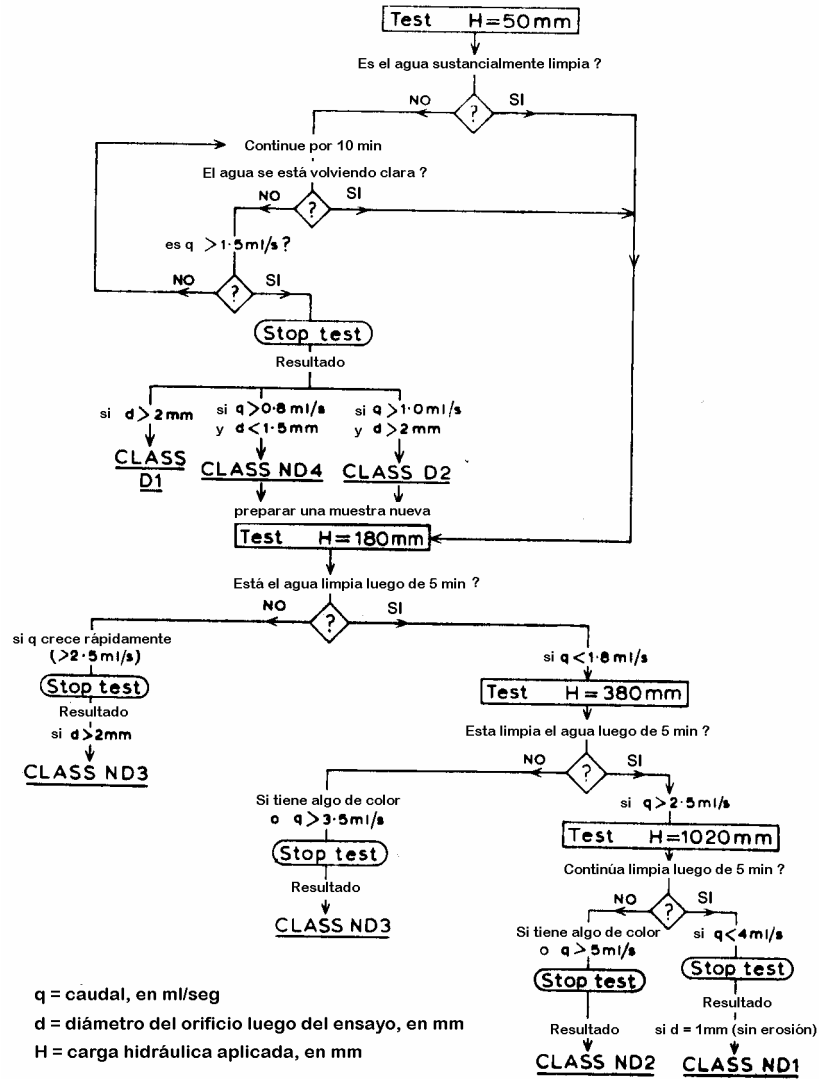 Test H=50mm
Es el agua sustancialmente limpia ?
NO ? SI
Continue por 10 min
El agua se está volviendo clara ?
NO ? SI
es q >1·5ml/s?
NO ? SI
Stop test
Resultado
si d>2mm
CLASS
D1
si q>0·8ml/s
y d<1·5mm
CLASS ND4
si q>1·0ml/s
y d>2mm
CLASS D2
preparar una muestra nueva
Test H=180mm
Está el agua limpia luego de 5 min ?
NO ? SI
si q crece rápidamente
(>2·5ml/s)
Stop test
Resultado
si d>2mm
CLASS ND3
si q<1·8ml/s
Test H=380mm
Esta limpia el agua luego de 5 min ?
NO ? SI
Si tiene algo de color
o q>3·5ml/s
Stop test
Resultado
CLASS ND3
si q>2·5ml/s
Test H=1020mm
Continúa limpia luego de 5 min ?
NO ? SI
Si tiene algo de color
o q>5ml/s
Stop test
Resultado
CLASS ND2
si q<4ml/s
Stop test
Resultado
si d = 1mm (sin erosión)
CLASS ND1
q = caudal, en ml/seg
d = diámetro del orificio luego del ensayo, en mm
H = carga hidráulica aplicada, en mm